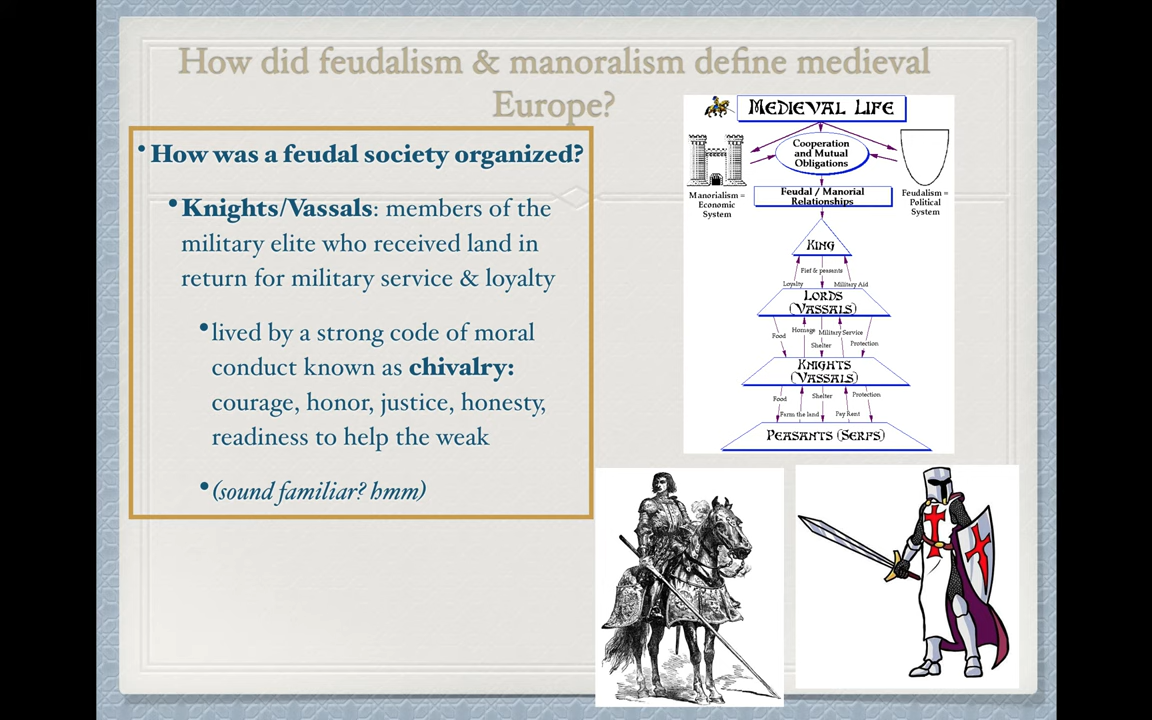 How did feudalism & manoralism define medieval
Europe?
• How was a feudal society organized?
• Knights/Vassals: members of the
military elite who received land in
return for military service & loyalty
• lived by a strong code of moral
conduct known as chivalry:
courage, honor, justice, honesty,
readiness to help the weak
• (sound familiar? hmm)
MEDIEVAL LIFE
Cooperation
and Mutual
Obligations
Manorialism =
Economic
System
Feudal / Manorial
Relationships
Feudalism =
Political
System
KING
Fief & peasants
Loyalty
Military Aid
LORDS
(VASSALS)
Food
Homage
Shelter
Military Service
Protection
KNIGHTS
(VASSALS)
Food
Shelter
Protection
Farm the land
Pay Rent
PEASANTS (SERFS)